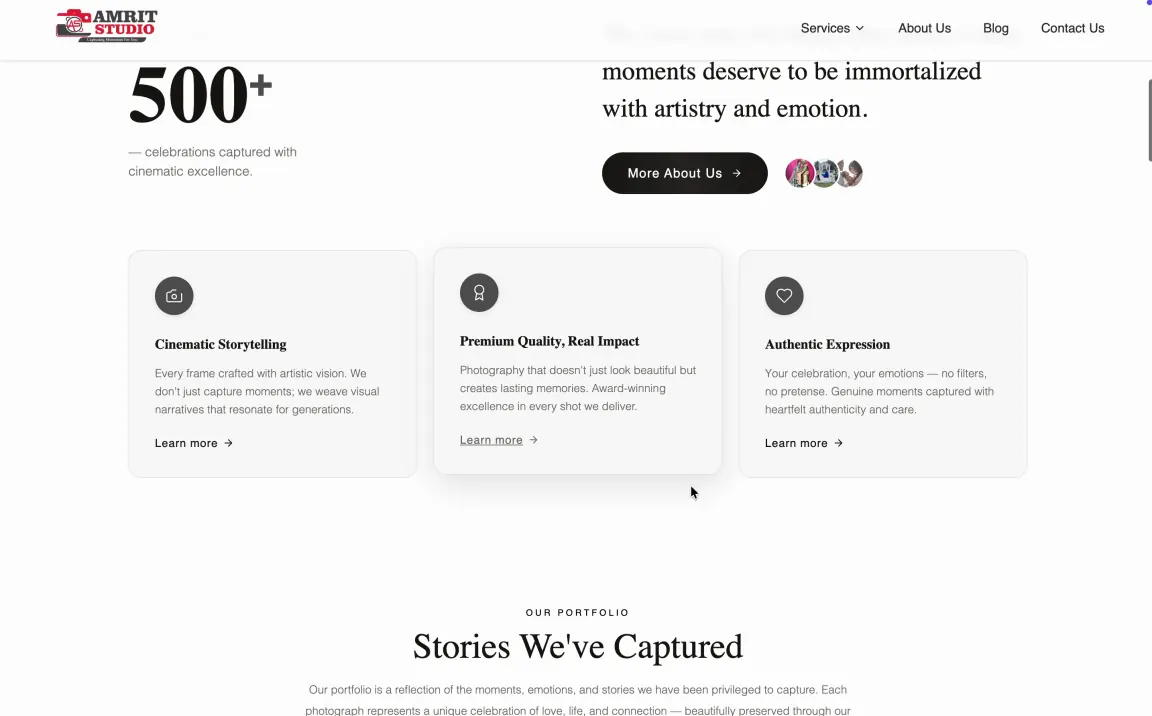 AMRIT
STUDIO
Capturing Memories For You
Services
About Us
Blog
Contact Us
500+
— celebrations captured with
cinematic excellence.
moments deserve to be immortalized
with artistry and emotion.
More About Us →
Cinematic Storytelling
Every frame crafted with artistic vision. We
don't just capture moments; we weave visual
narratives that resonate for generations.
Learn more →
Premium Quality, Real Impact
Photography that doesn't just look beautiful but
creates lasting memories. Award-winning
excellence in every shot we deliver.
Learn more →
Authentic Expression
Your celebration, your emotions — no filters,
no pretense. Genuine moments captured with
heartfelt authenticity and care.
Learn more →
OUR PORTFOLIO
Stories We've Captured
Our portfolio is a reflection of the moments, emotions, and stories we have been privileged to capture. Each
photograph represents a unique celebration of love, life, and connection — beautifully preserved through our